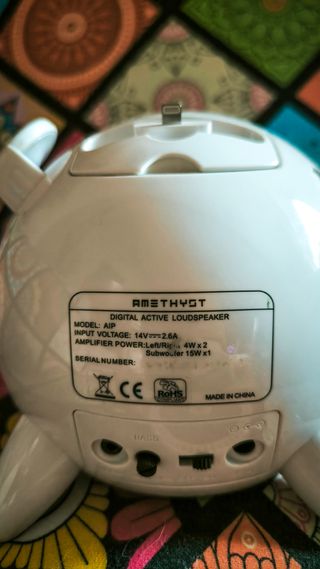 AMETHYST
DIGITAL ACTIVE LOUDSPEAKER
MODEL: AIP
INPUT VOLTAGE: 14V⎓2.6A
AMPLIFIER POWER:Left/Right 4W x 2
Subwoofer 15W x1
SERIAL NUMBER:
CE
RoHS
MADE IN CHINA
BASS